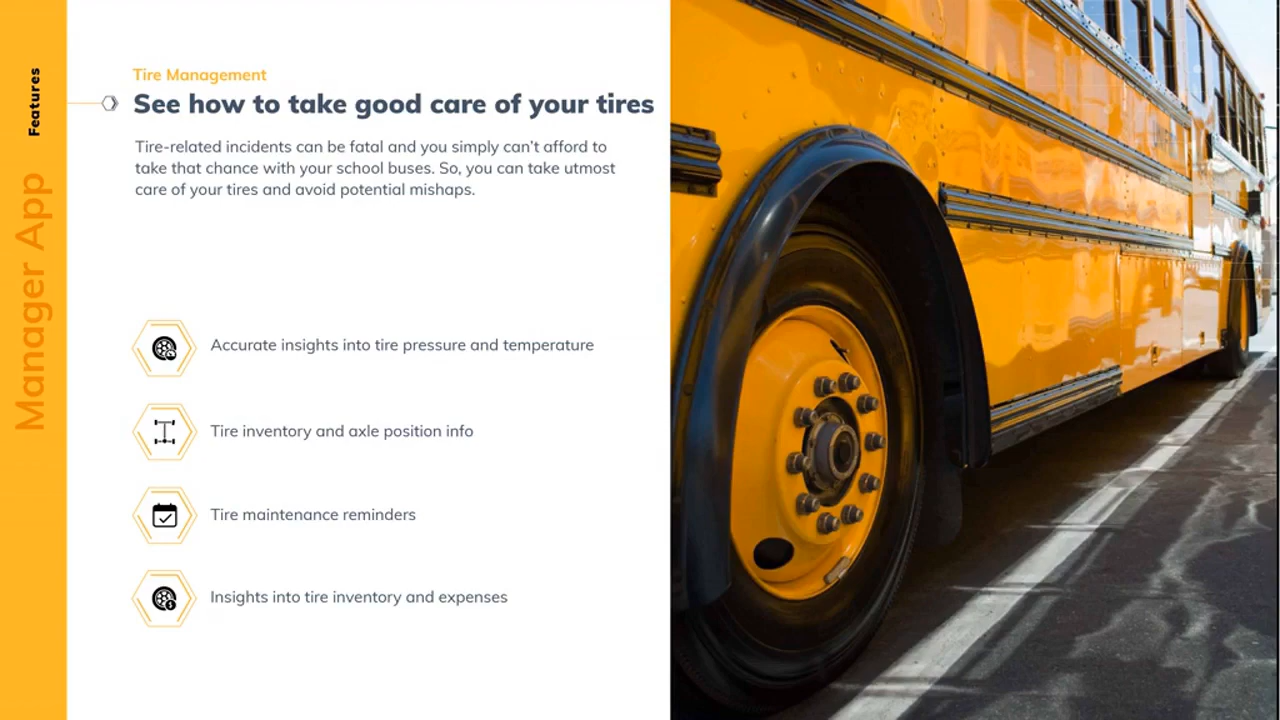 Features
Manager App
Tire Management
See how to take good care of your tires
Tire-related incidents can be fatal and you simply can’t afford to
take that chance with your school buses. So, you can take utmost
care of your tires and avoid potential mishaps.
Accurate insights into tire pressure and temperature
Tire inventory and axle position info
Tire maintenance reminders
Insights into tire inventory and expenses